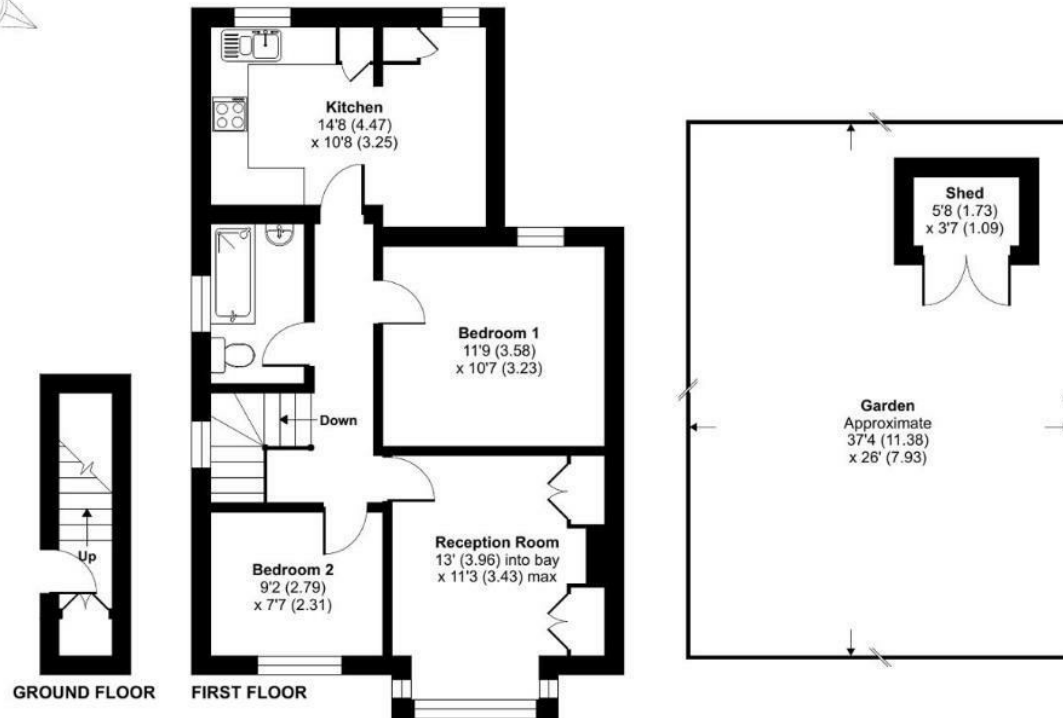 Kitchen
14'8 (4.47)
x 10'8 (3.25)
Shed
5'8 (1.73)
x 3'7 (1.09)
Bedroom 1
11'9 (3.58)
x 10'7 (3.23)
Down
Garden
Approximate
37'4 (11.38)
x 26' (7.93)
Up
Reception Room
13' (3.96) into bay
x 11'3 (3.43) max
Bedroom 2
9'2 (2.79)
x 7'7 (2.31)
GROUND FLOOR
FIRST FLOOR